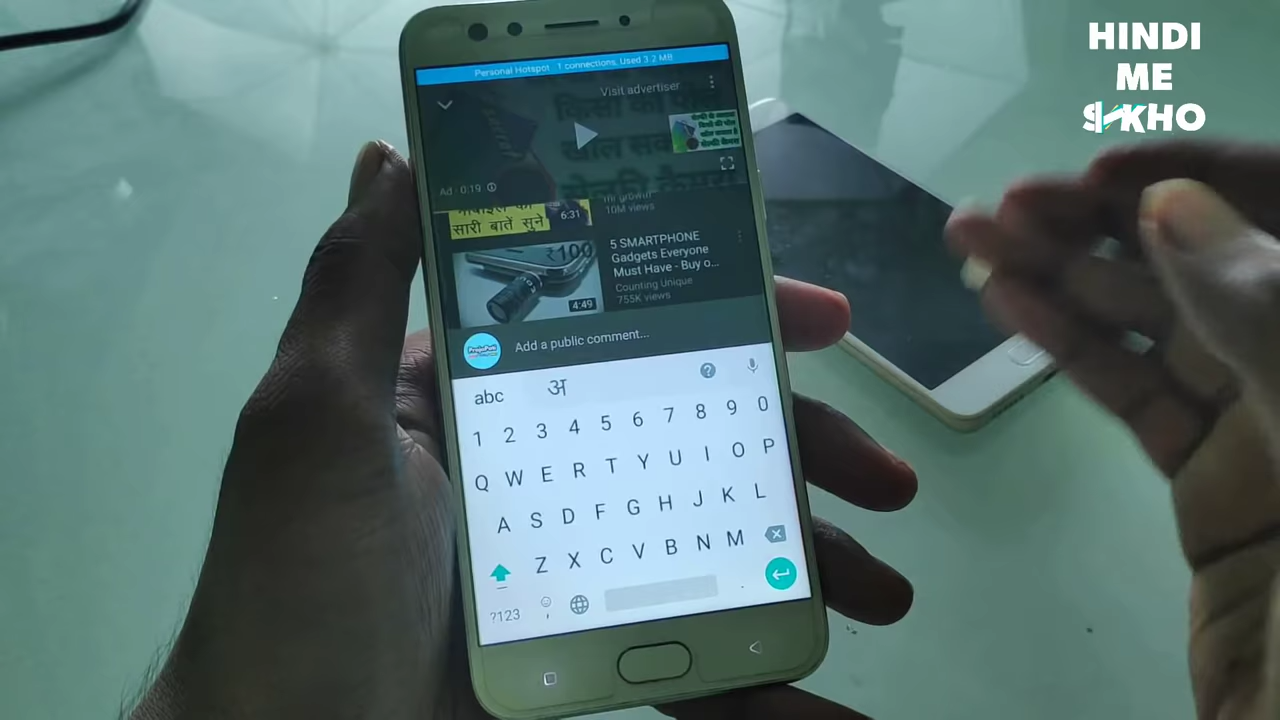 HINDI
ME
SIKHO
Personal Hotspot · 1 connections, Used 3.2 MB
Visit advertiser
किसी की पोल
खोल सक
Ad · 0:19
10M views
सारी बातें सुने
6:31
5 SMARTPHONE
Gadgets Everyone
Must Have - Buy o...
Counting Unique
755K views
₹109
4:49
Add a public comment...
abc अ
1 2 3 4 5 6 7 8 9 0
Q W E R T Y U I O P
A S D F G H J K L
Z X C V B N M
?123 , .